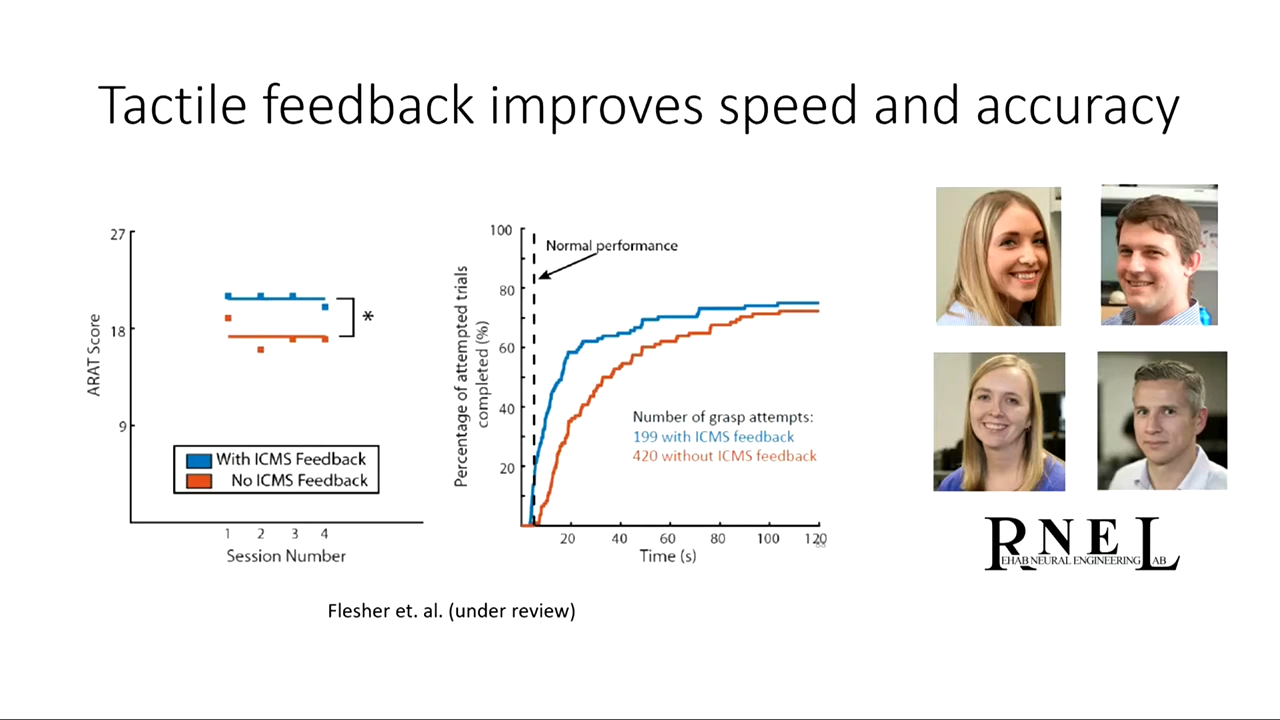 Tactile feedback improves speed and accuracy
27
18
9
ARAT Score
With ICMS Feedback
No ICMS Feedback
*
1 2 3 4
Session Number
100
80
60
40
20
Percentage of attempted trials
completed (%)
Normal performance
Number of grasp attempts:
199 with ICMS feedback
420 without ICMS feedback
20 40 60 80 100 120
Time (s)
RNEL
REHAB NEURAL ENGINEERING LAB
Flesher et. al. (under review)